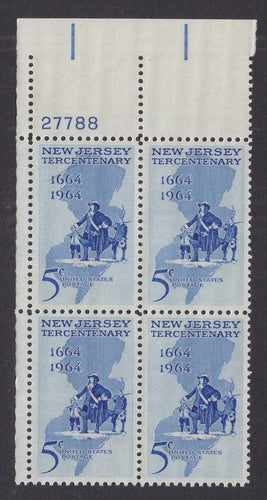 27788
NEW JERSEY
TERCENTENARY
1664
1964
5c
UNITED STATES
POSTAGE
NEW JERSEY
TERCENTENARY
1664
1964
5c
UNITED STATES
POSTAGE
NEW JERSEY
TERCENTENARY
1664
1964
5c
UNITED STATES
POSTAGE
NEW JERSEY
TERCENTENARY
1664
1964
5c
UNITED STATES
POSTAGE